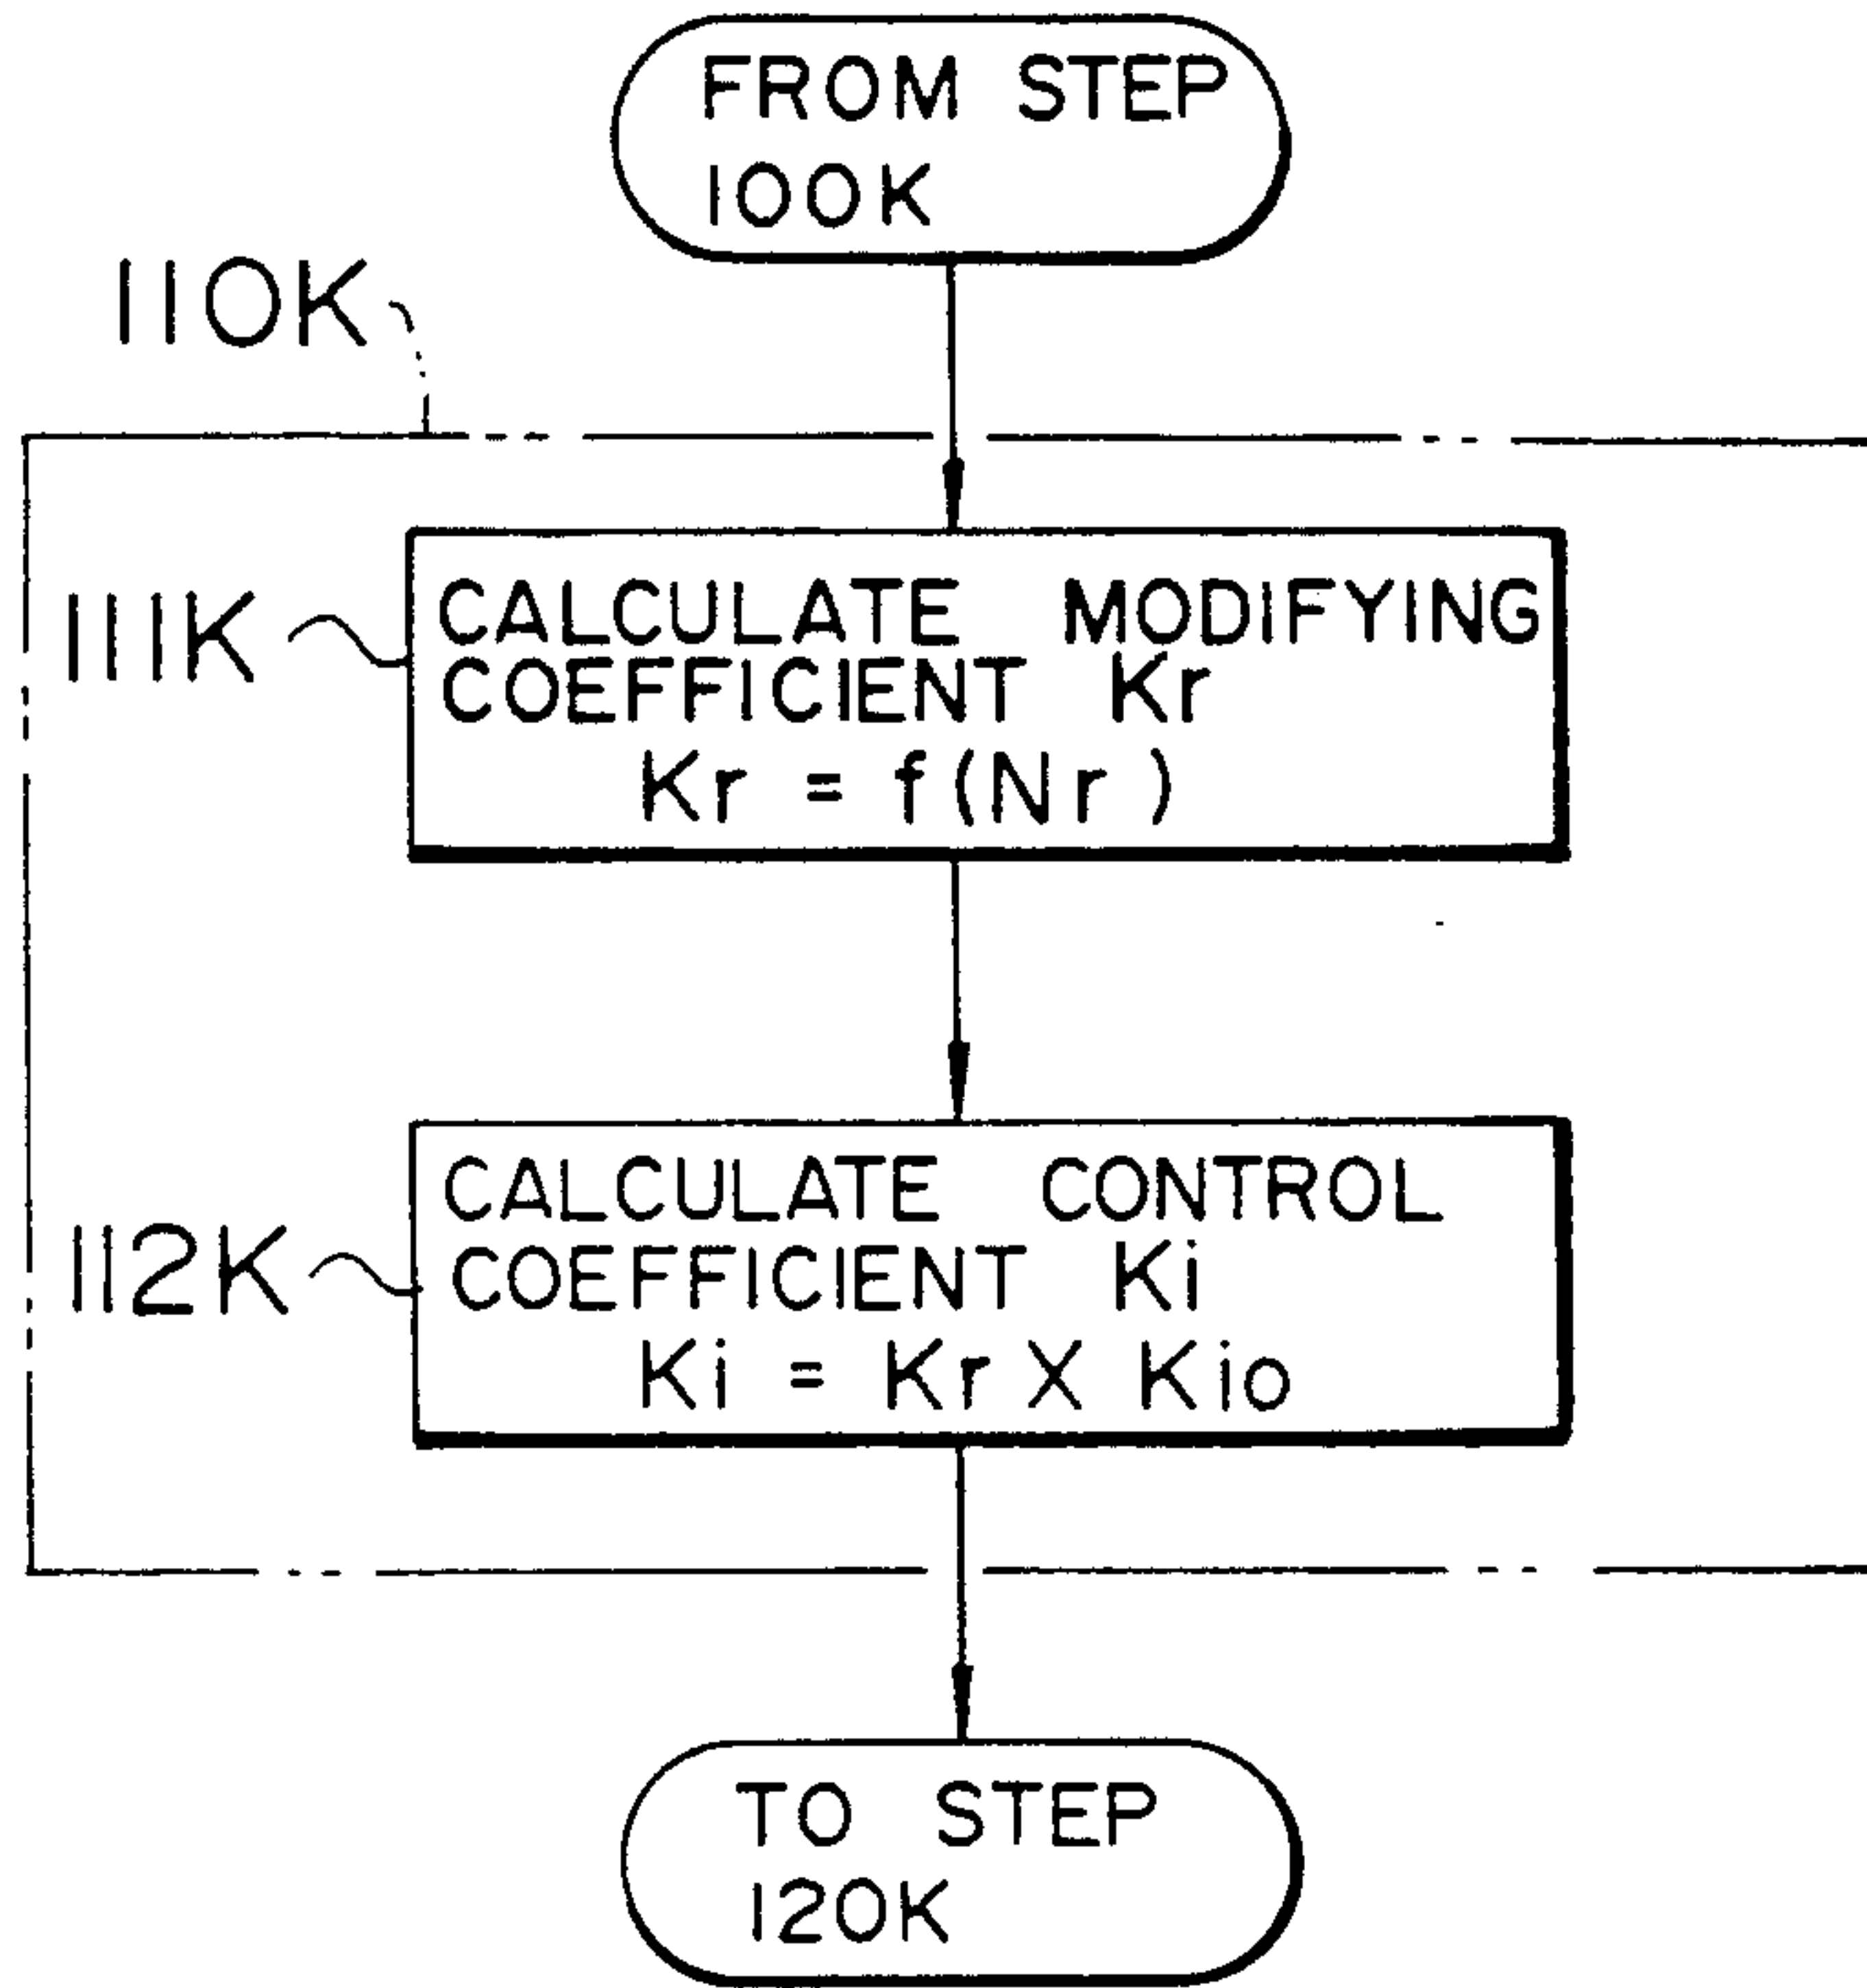 FROM STEP
100K
110K
111K
CALCULATE MODIFYING
COEFFICIENT Kr
Kr = f(Nr)
112K
CALCULATE CONTROL
COEFFICIENT Ki
Ki = Kr X Kio
TO STEP
120K